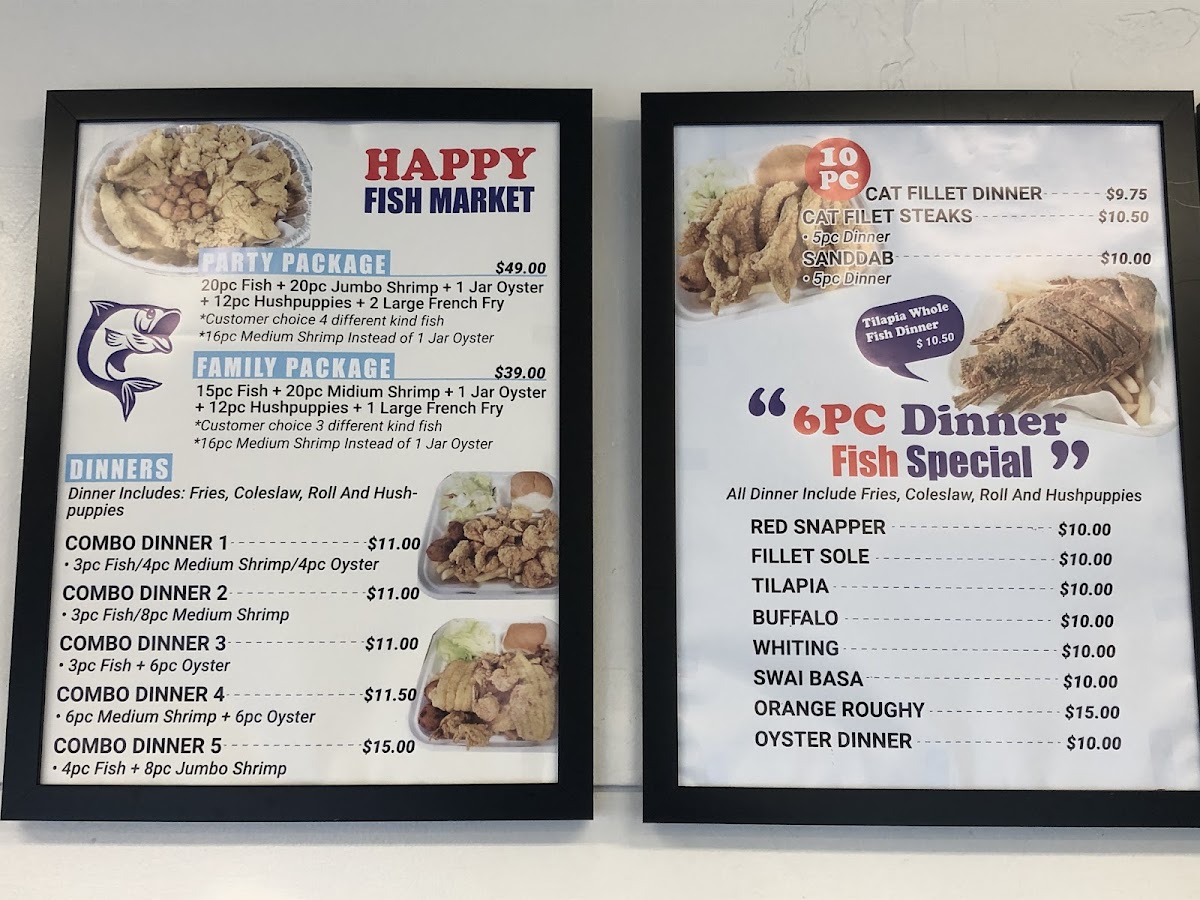 HAPPY
FISH MARKET
PARTY PACKAGE $49.00
20pc Fish + 20pc Jumbo Shrimp + 1 Jar Oyster
+ 12pc Hushpuppies + 2 Large French Fry
*Customer choice 4 different kind fish
*16pc Medium Shrimp Instead of 1 Jar Oyster
FAMILY PACKAGE $39.00
15pc Fish + 20pc Midium Shrimp + 1 Jar Oyster
+ 12pc Hushpuppies + 1 Large French Fry
*Customer choice 3 different kind fish
*16pc Medium Shrimp Instead of 1 Jar Oyster
DINNERS
Dinner Includes: Fries, Coleslaw, Roll And Hush-
puppies
COMBO DINNER 1 $11.00
• 3pc Fish/4pc Medium Shrimp/4pc Oyster
COMBO DINNER 2 $11.00
• 3pc Fish/8pc Medium Shrimp
COMBO DINNER 3 $11.00
• 3pc Fish + 6pc Oyster
COMBO DINNER 4 $11.50
• 6pc Medium Shrimp + 6pc Oyster
COMBO DINNER 5 $15.00
• 4pc Fish + 8pc Jumbo Shrimp
10
PC
CAT FILLET DINNER $9.75
CAT FILET STEAKS $10.50
• 5pc Dinner
SANDDAB $10.00
• 5pc Dinner
Tilapia Whole
Fish Dinner
$ 10.50
“6PC Dinner
Fish Special”
All Dinner Include Fries, Coleslaw, Roll And Hushpuppies
RED SNAPPER $10.00
FILLET SOLE $10.00
TILAPIA $10.00
BUFFALO $10.00
WHITING $10.00
SWAI BASA $10.00
ORANGE ROUGHY $15.00
OYSTER DINNER $10.00